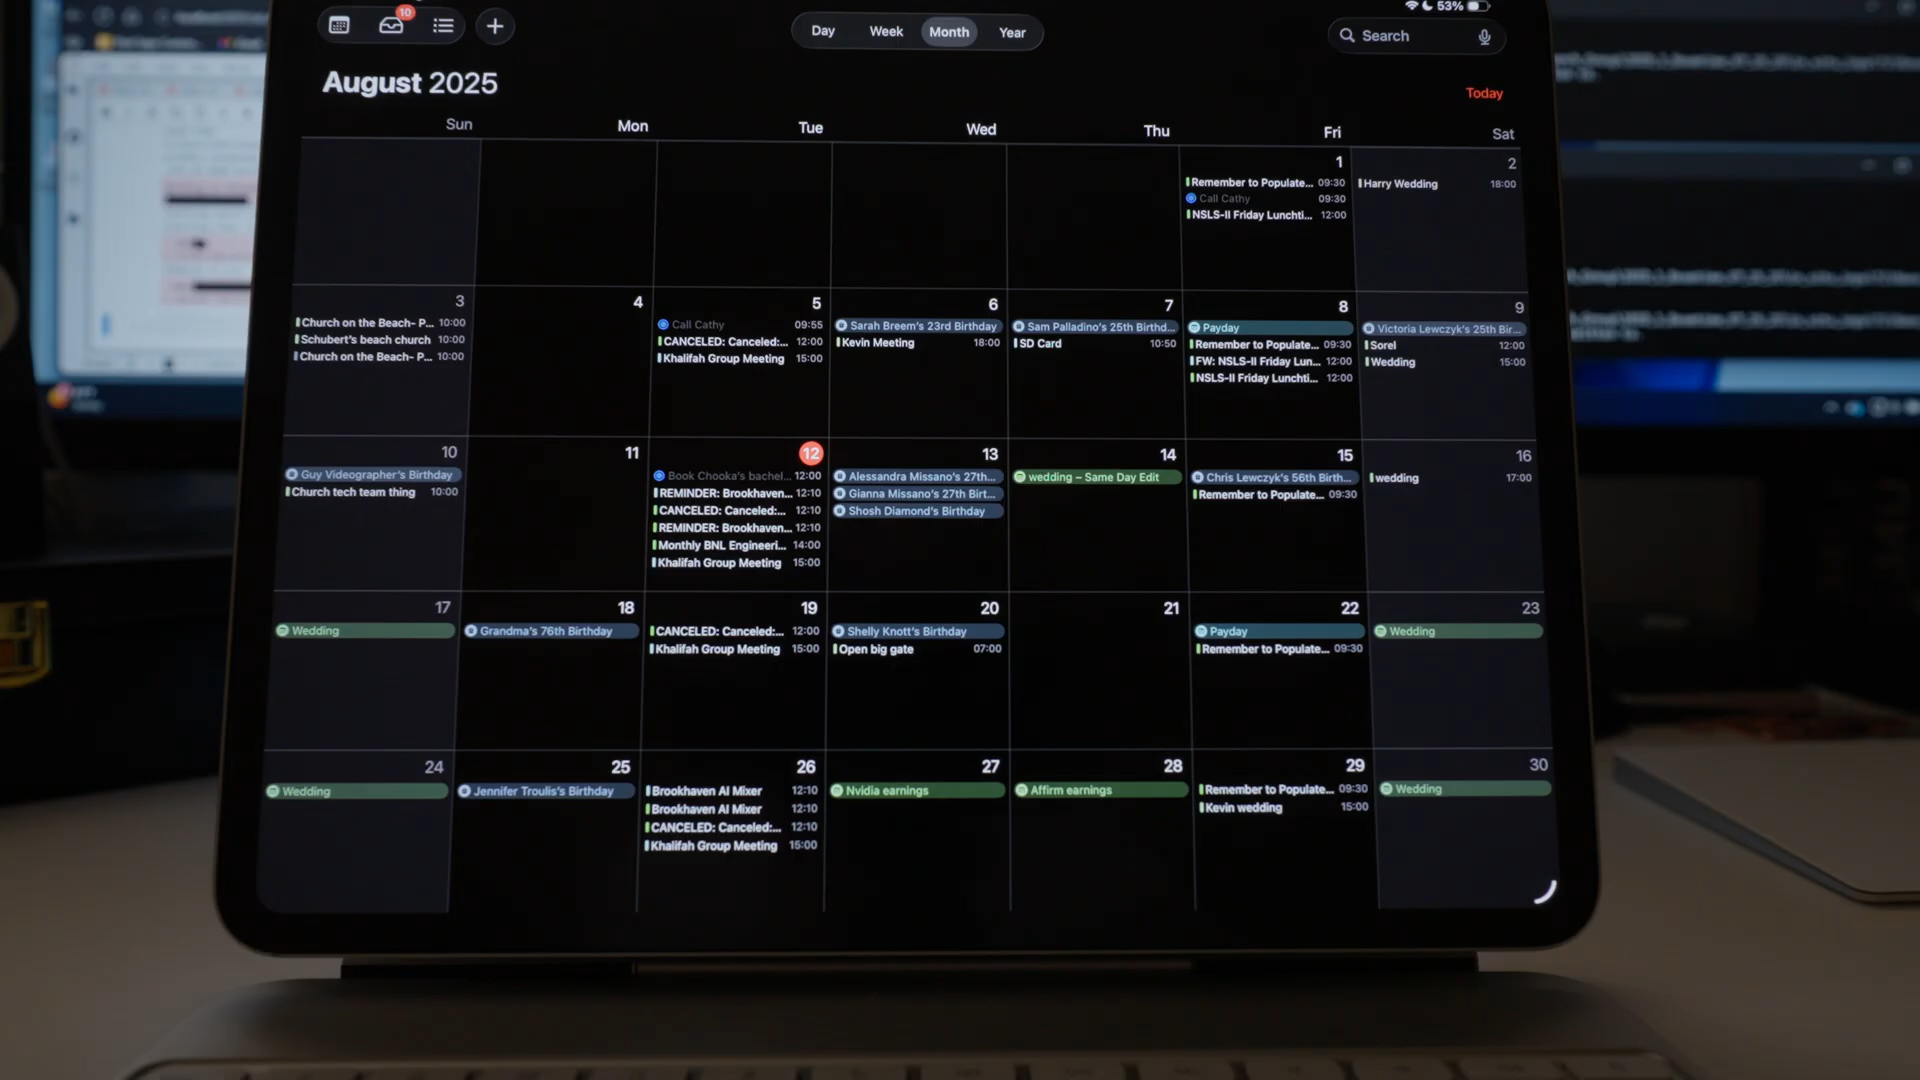 10
Day Week Month Year
53%
Search
August 2025
Today
Sun Mon Tue Wed Thu Fri Sat
1
Remember to Populate... 09:30
Call Cathy 09:30
NSLS-II Friday Lunchti... 12:00
2
Harry Wedding 18:00
3
Church on the Beach- P... 10:00
Schubert's beach church 10:00
Church on the Beach- P... 10:00
4
5
Call Cathy 09:55
CANCELED: Canceled:... 12:00
Khalifah Group Meeting 15:00
6
Sarah Breem's 23rd Birthday
Kevin Meeting 18:00
7
Sam Palladino's 25th Birthd...
SD Card 10:50
8
Payday
Remember to Populate... 09:30
FW: NSLS-II Friday Lun... 12:00
NSLS-II Friday Lunchti... 12:00
9
Victoria Lewczyk's 25th Bir...
Sorel 12:00
Wedding 15:00
10
Guy Videographer's Birthday
Church tech team thing 10:00
11
12
Book Chooka's bachel... 12:00
REMINDER: Brookhaven... 12:10
CANCELED: Canceled:... 12:10
REMINDER: Brookhaven... 12:10
Monthly BNL Engineeri... 14:00
Khalifah Group Meeting 15:00
13
Alessandra Missano's 27th...
Gianna Missano's 27th Birt...
Shosh Diamond's Birthday
14
wedding – Same Day Edit
15
Chris Lewczyk's 56th Birth...
Remember to Populate... 09:30
16
wedding 17:00
17
Wedding
18
Grandma's 76th Birthday
19
CANCELED: Canceled:... 12:00
Khalifah Group Meeting 15:00
20
Shelly Knott's Birthday
Open big gate 07:00
21
22
Payday
Remember to Populate... 09:30
23
Wedding
24
Wedding
25
Jennifer Troulis's Birthday
26
Brookhaven AI Mixer 12:10
Brookhaven AI Mixer 12:10
CANCELED: Canceled:... 12:10
Khalifah Group Meeting 15:00
27
Nvidia earnings
28
Affirm earnings
29
Remember to Populate... 09:30
Kevin wedding 15:00
30
Wedding